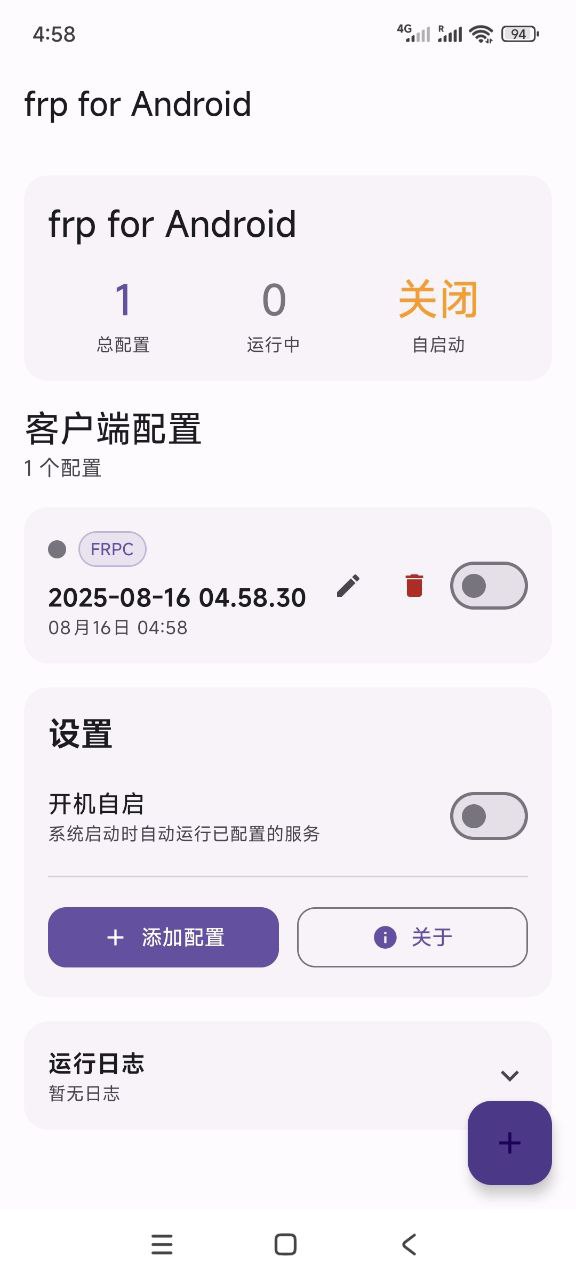 4:58
4G
R
94
frp for Android
frp for Android
1
0
关闭
总配置
运行中
自启动
客户端配置
1 个配置
FRPC
2025-08-16 04.58.30
08月16日 04:58
设置
开机自启
系统启动时自动运行已配置的服务
+ 添加配置
关于
运行日志
暂无日志
+